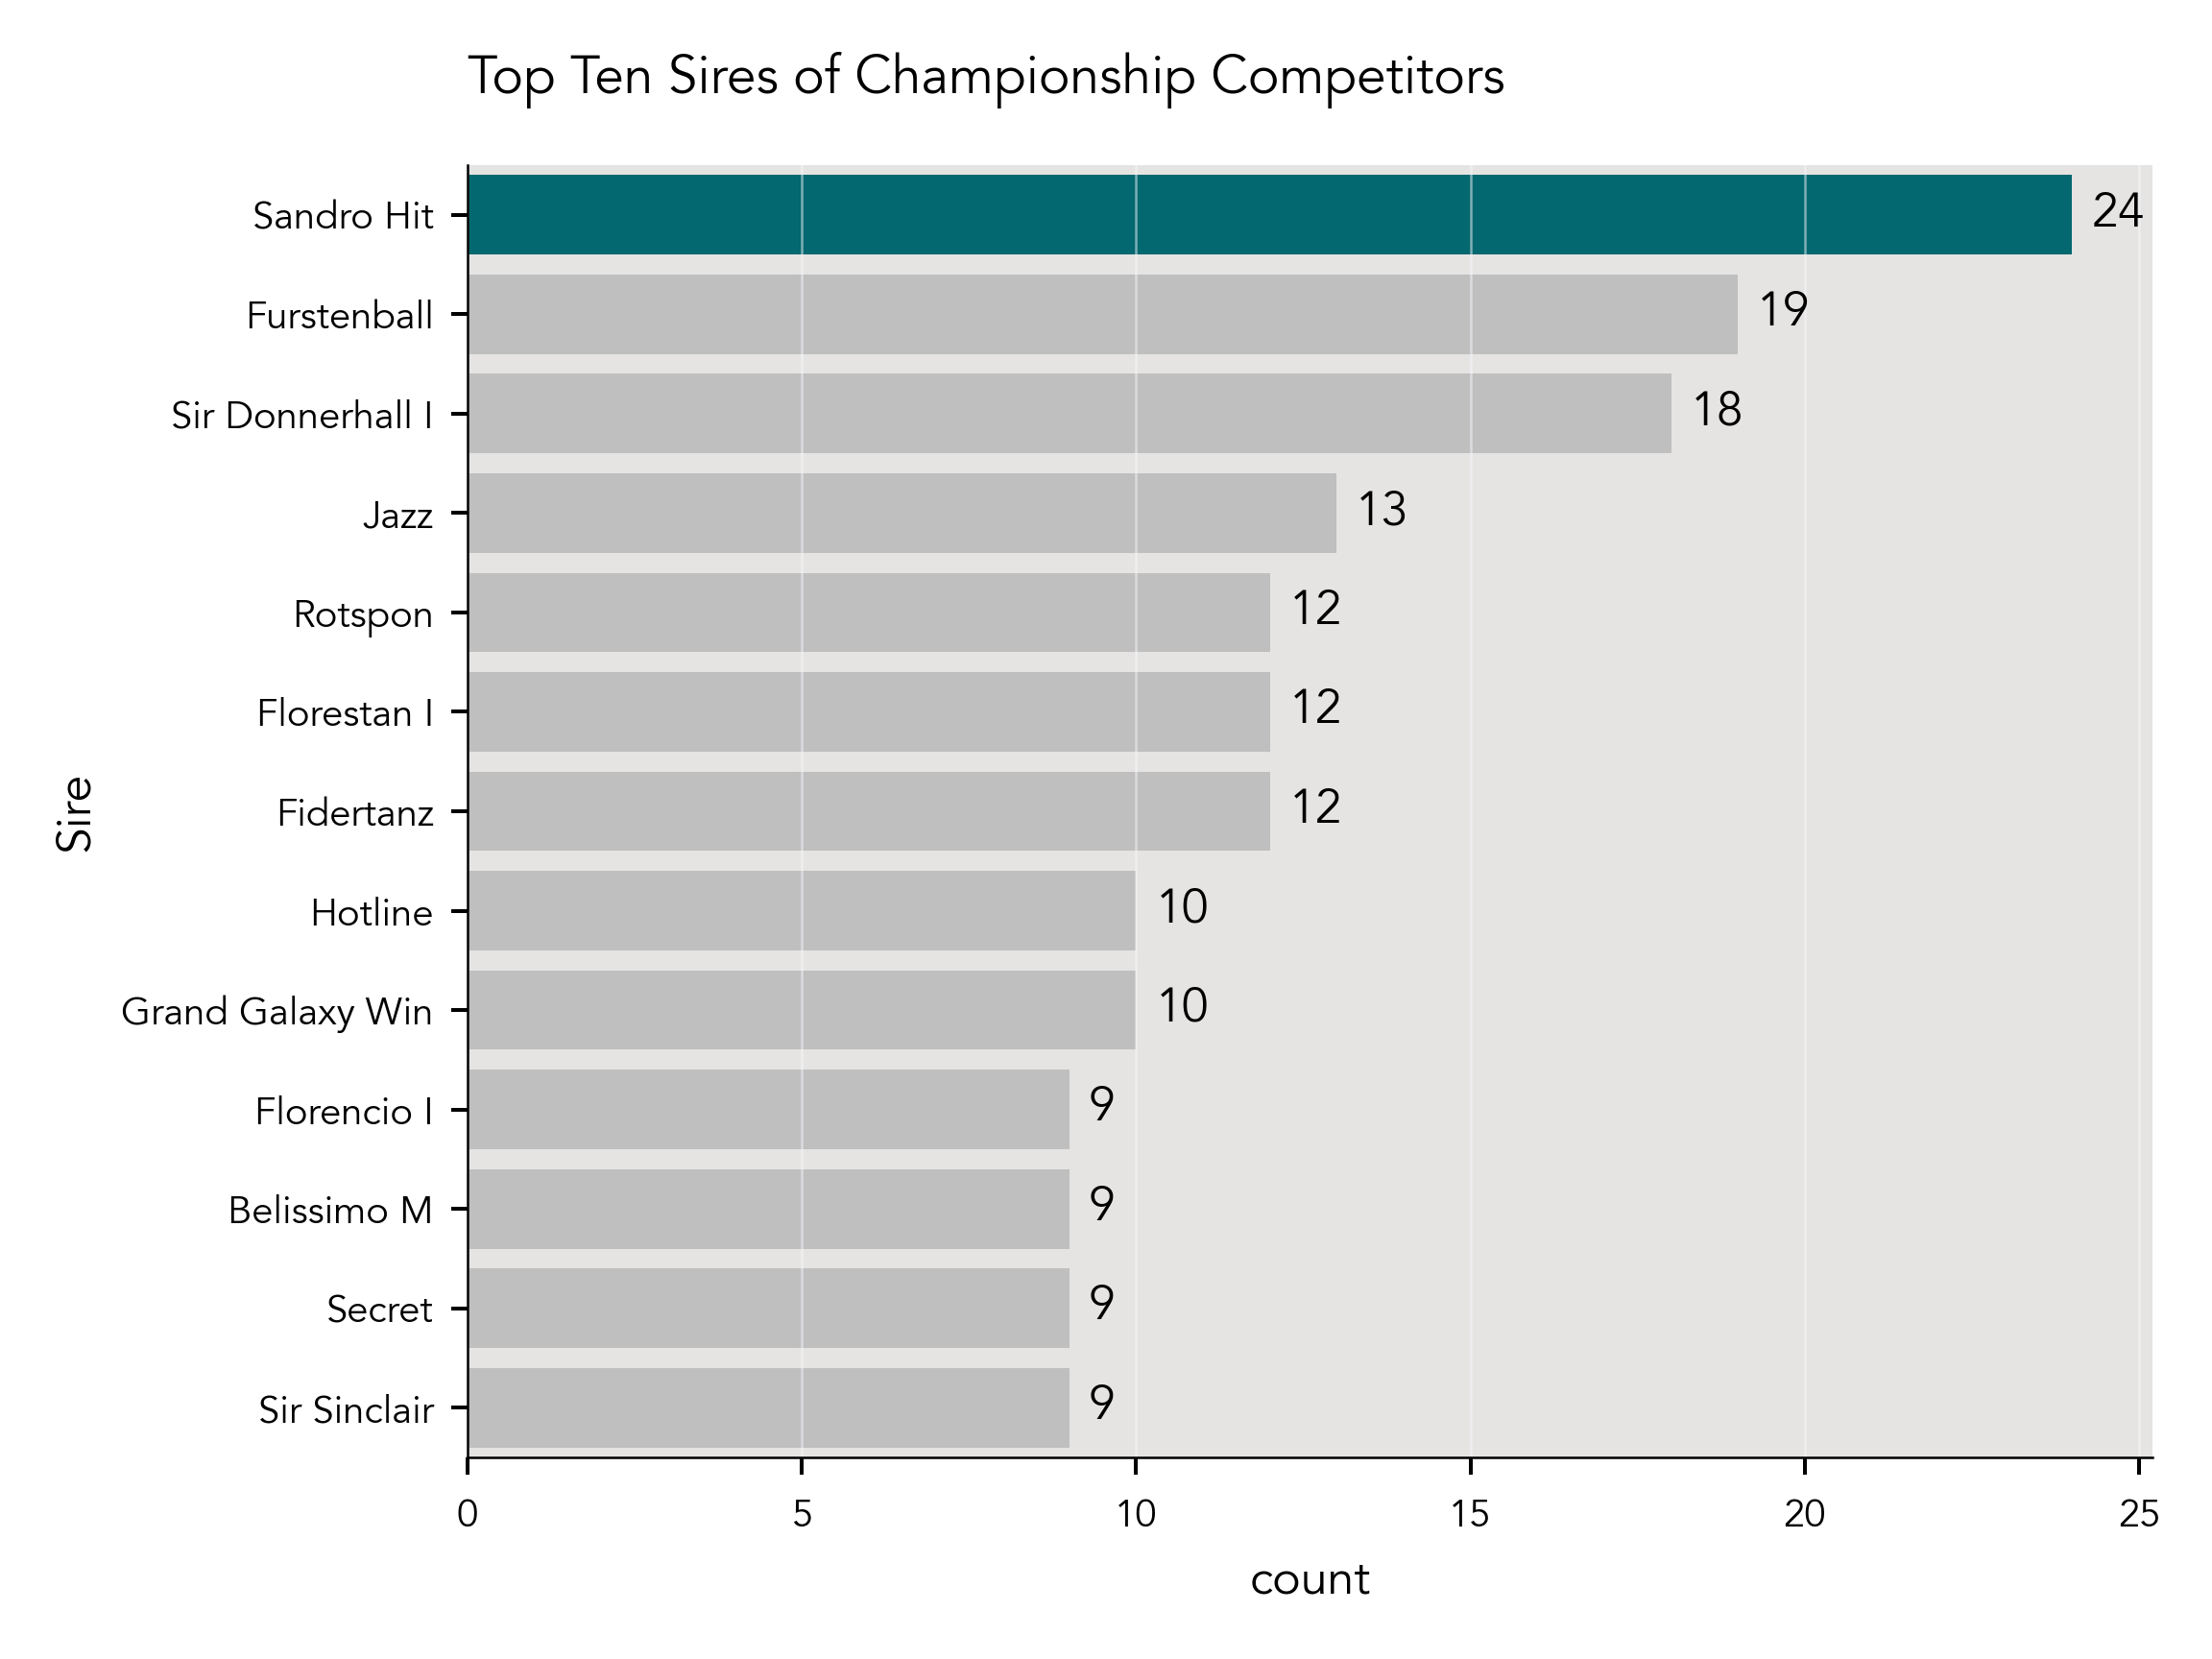 Top Ten Sires of Championship Competitors
Sire
Sandro Hit 24
Furstenball 19
Sir Donnerhall I 18
Jazz 13
Rotspon 12
Florestan I 12
Fidertanz 12
Hotline 10
Grand Galaxy Win 10
Florencio I 9
Belissimo M 9
Secret 9
Sir Sinclair 9
0 5 10 15 20 25
count